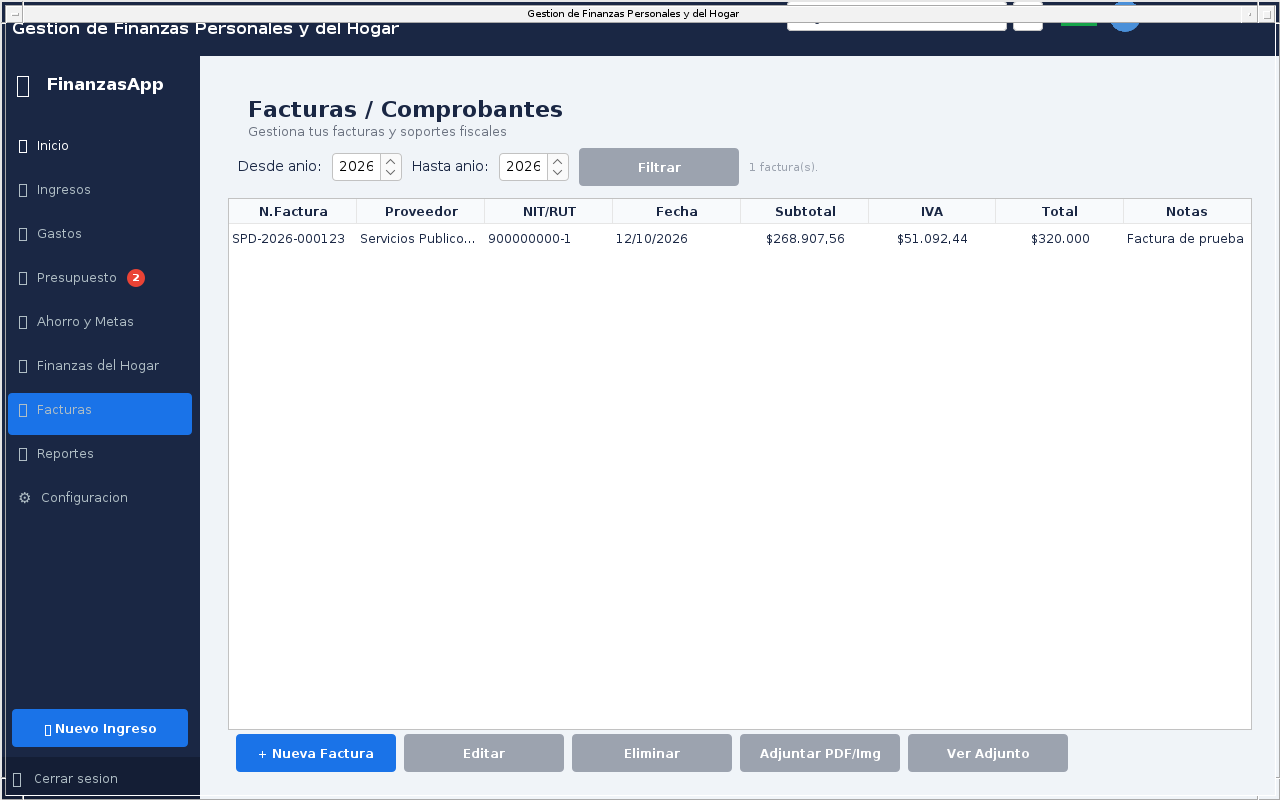 Gestion de Finanzas Personales y del Hogar
Gestion de Finanzas Personales y del Hogar
FinanzasApp
Inicio
Ingresos
Gastos
Presupuesto 2
Ahorro y Metas
Finanzas del Hogar
Facturas
Reportes
⚙ Configuracion
Nuevo Ingreso
Cerrar sesion
Facturas / Comprobantes
Gestiona tus facturas y soportes fiscales
Desde anio: 2026 Hasta anio: 2026 Filtrar 1 factura(s).
N.Factura Proveedor NIT/RUT Fecha Subtotal IVA Total Notas
SPD-2026-000123 Servicios Publico... 900000000-1 12/10/2026 $268.907,56 $51.092,44 $320.000 Factura de prueba
+ Nueva Factura Editar Eliminar Adjuntar PDF/Img Ver Adjunto